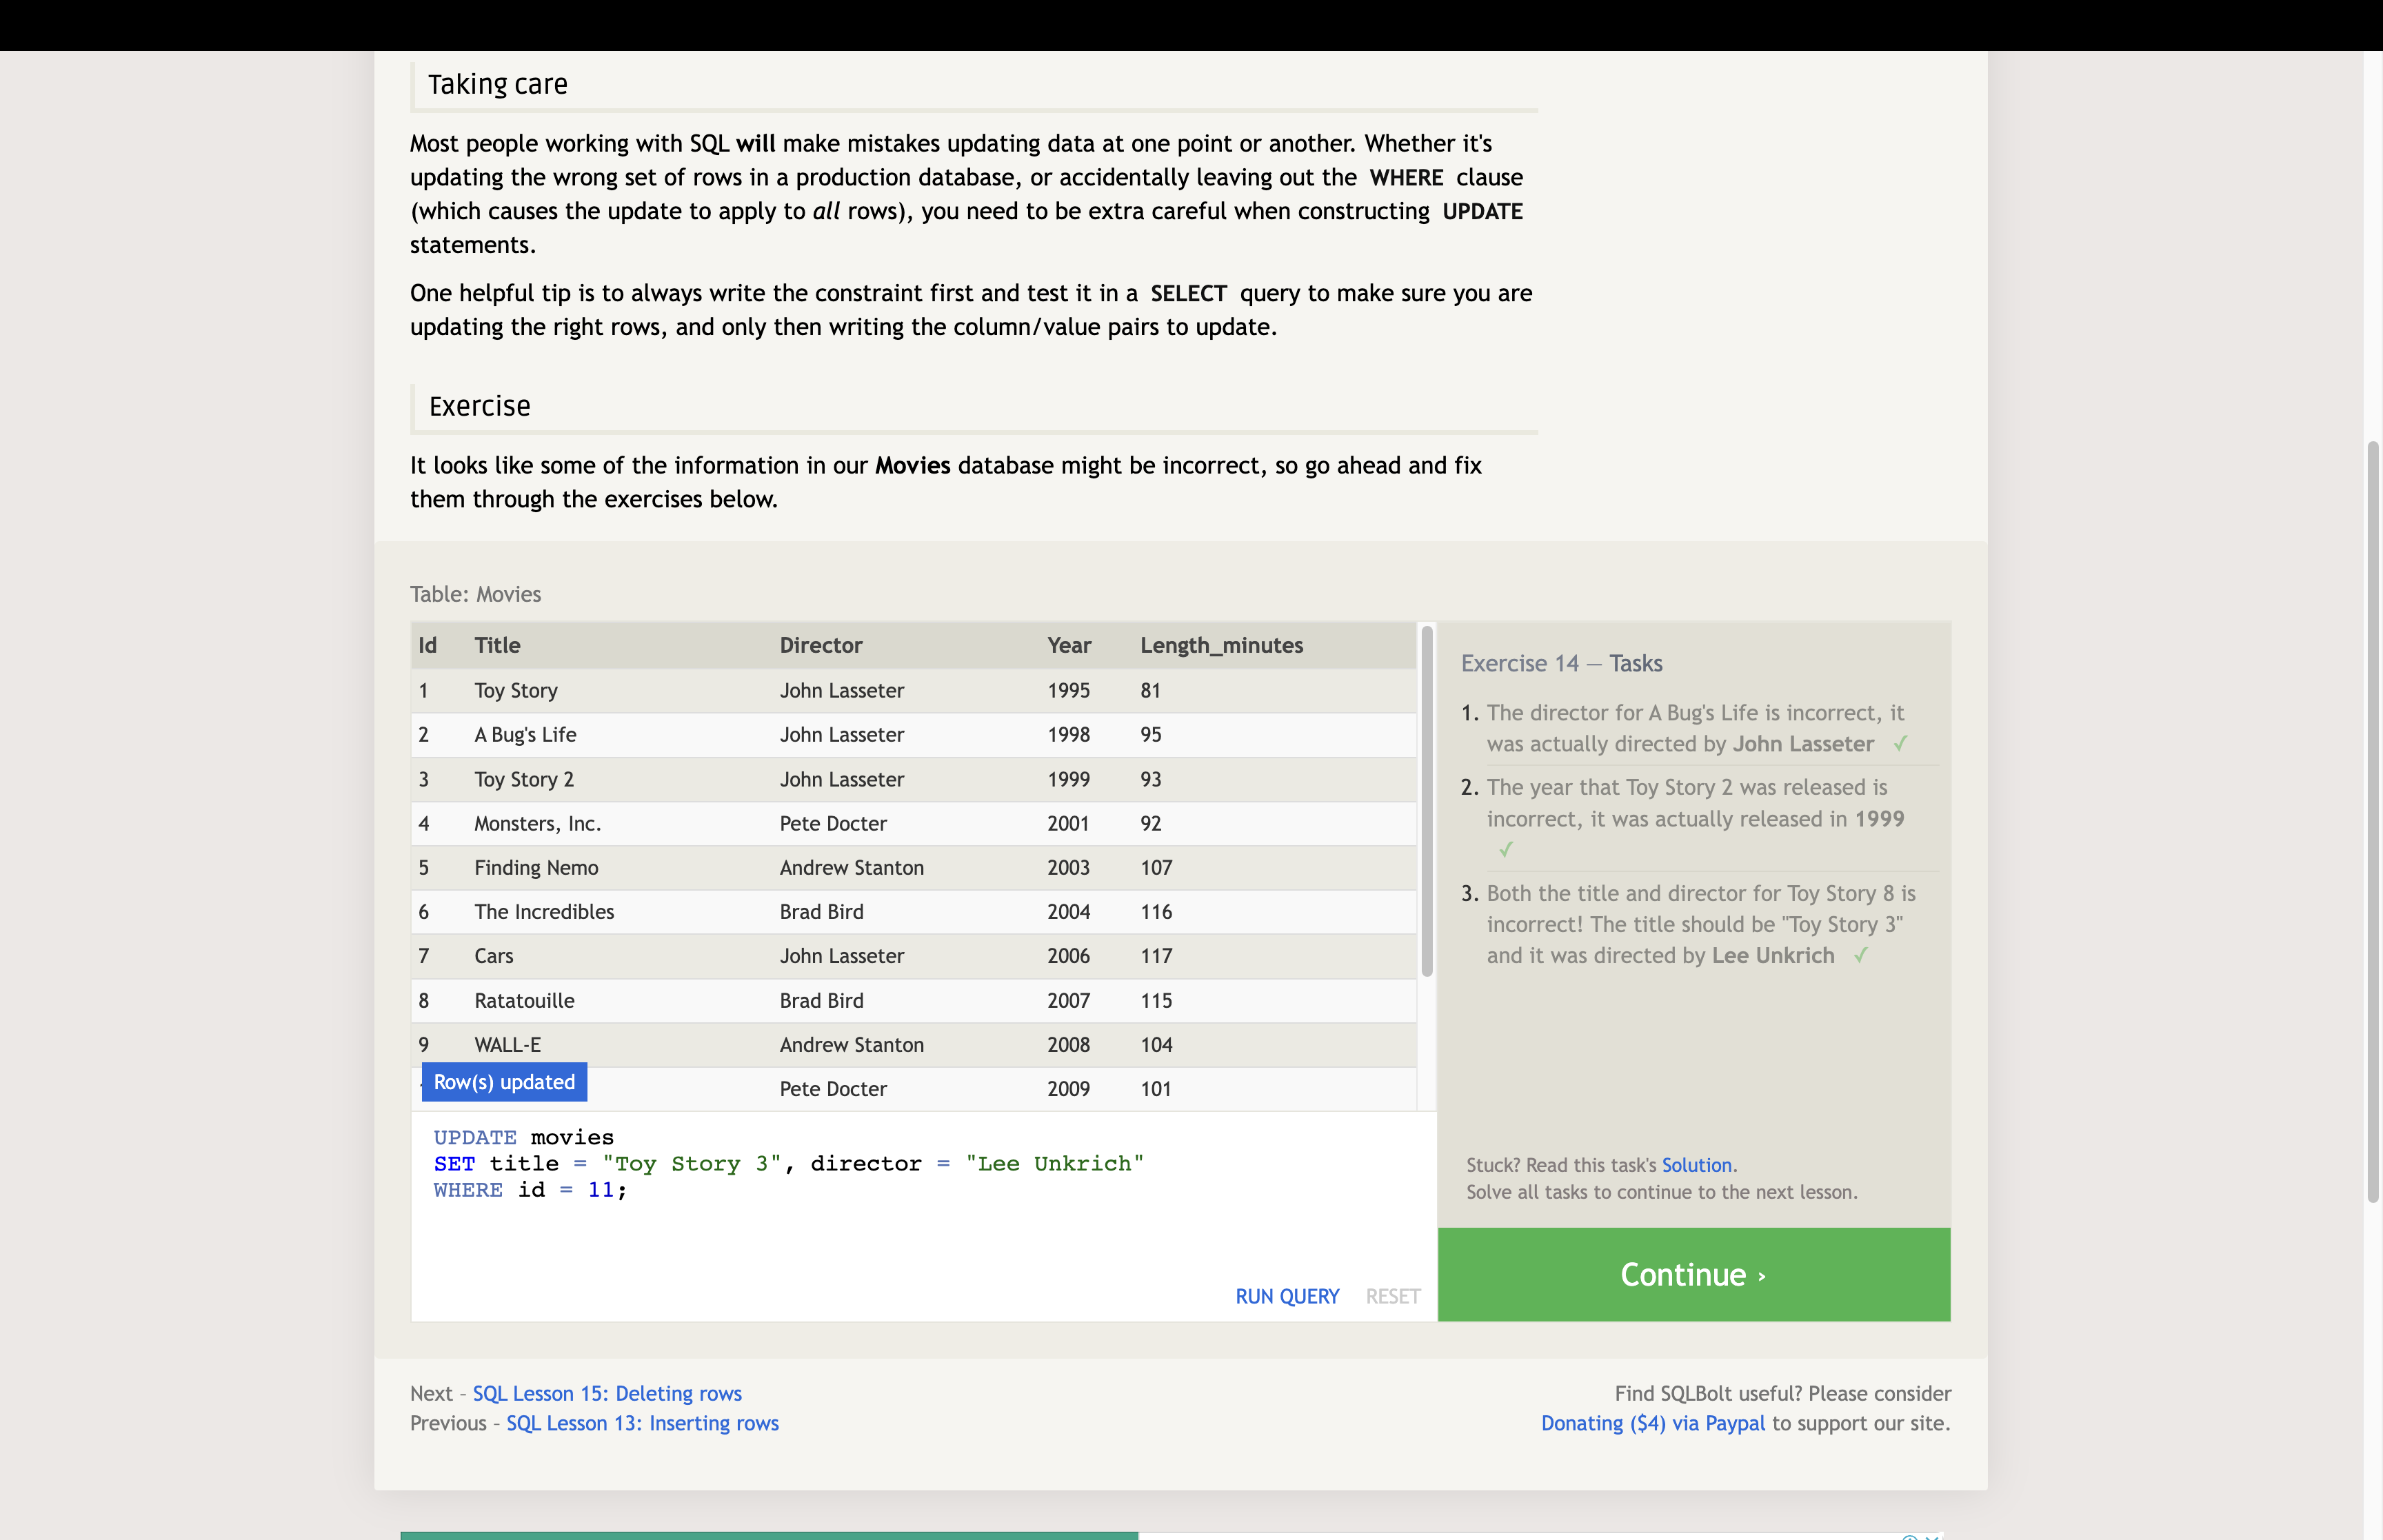 Taking care
Most people working with SQL will make mistakes updating data at one point or another. Whether it's
updating the wrong set of rows in a production database, or accidentally leaving out the WHERE clause
(which causes the update to apply to all rows), you need to be extra careful when constructing UPDATE
statements.
One helpful tip is to always write the constraint first and test it in a SELECT query to make sure you are
updating the right rows, and only then writing the column/value pairs to update.
Exercise
It looks like some of the information in our Movies database might be incorrect, so go ahead and fix
them through the exercises below.
Table: Movies
Id Title Director Year Length_minutes
1 Toy Story John Lasseter 1995 81
2 A Bug's Life John Lasseter 1998 95
3 Toy Story 2 John Lasseter 1999 93
4 Monsters, Inc. Pete Docter 2001 92
5 Finding Nemo Andrew Stanton 2003 107
6 The Incredibles Brad Bird 2004 116
7 Cars John Lasseter 2006 117
8 Ratatouille Brad Bird 2007 115
9 WALL-E Andrew Stanton 2008 104
Row(s) updated
Pete Docter 2009 101
UPDATE movies
SET title = "Toy Story 3", director = "Lee Unkrich"
WHERE id = 11;
RUN QUERY RESET
Exercise 14 — Tasks
1. The director for A Bug's Life is incorrect, it
was actually directed by John Lasseter ✓
2. The year that Toy Story 2 was released is
incorrect, it was actually released in 1999
✓
3. Both the title and director for Toy Story 8 is
incorrect! The title should be "Toy Story 3"
and it was directed by Lee Unkrich ✓
Stuck? Read this task's Solution.
Solve all tasks to continue to the next lesson.
Continue ›
Next – SQL Lesson 15: Deleting rows
Previous – SQL Lesson 13: Inserting rows
Find SQLBolt useful? Please consider
Donating ($4) via Paypal to support our site.